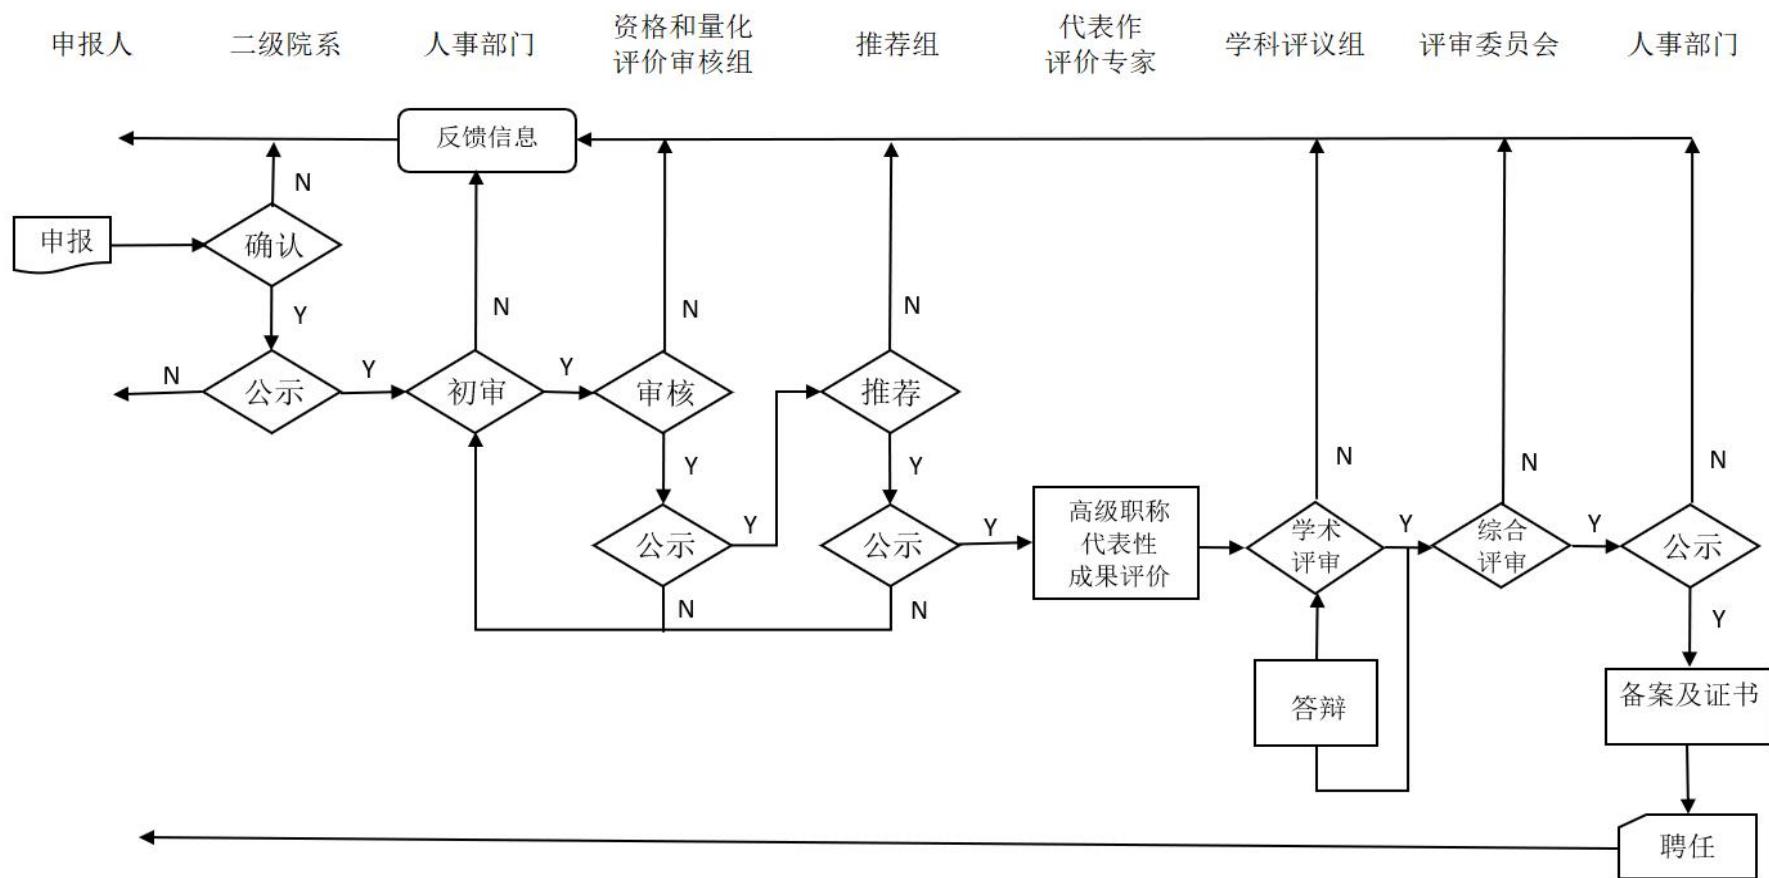 申报人
二级院系
人事部门
资格和量化
评价审核组
推荐组
代表作
评价专家
学科评议组
评审委员会
人事部门
反馈信息
N
申报
确认
Y
N
N
N
N
公示
Y
初审
Y
审核
推荐
Y
Y
N
N
N
公示
Y
公示
Y
高级职称
代表性
成果评价
学术
评审
Y
综合
评审
Y
公示
N
N
Y
答辩
备案及证书
聘任